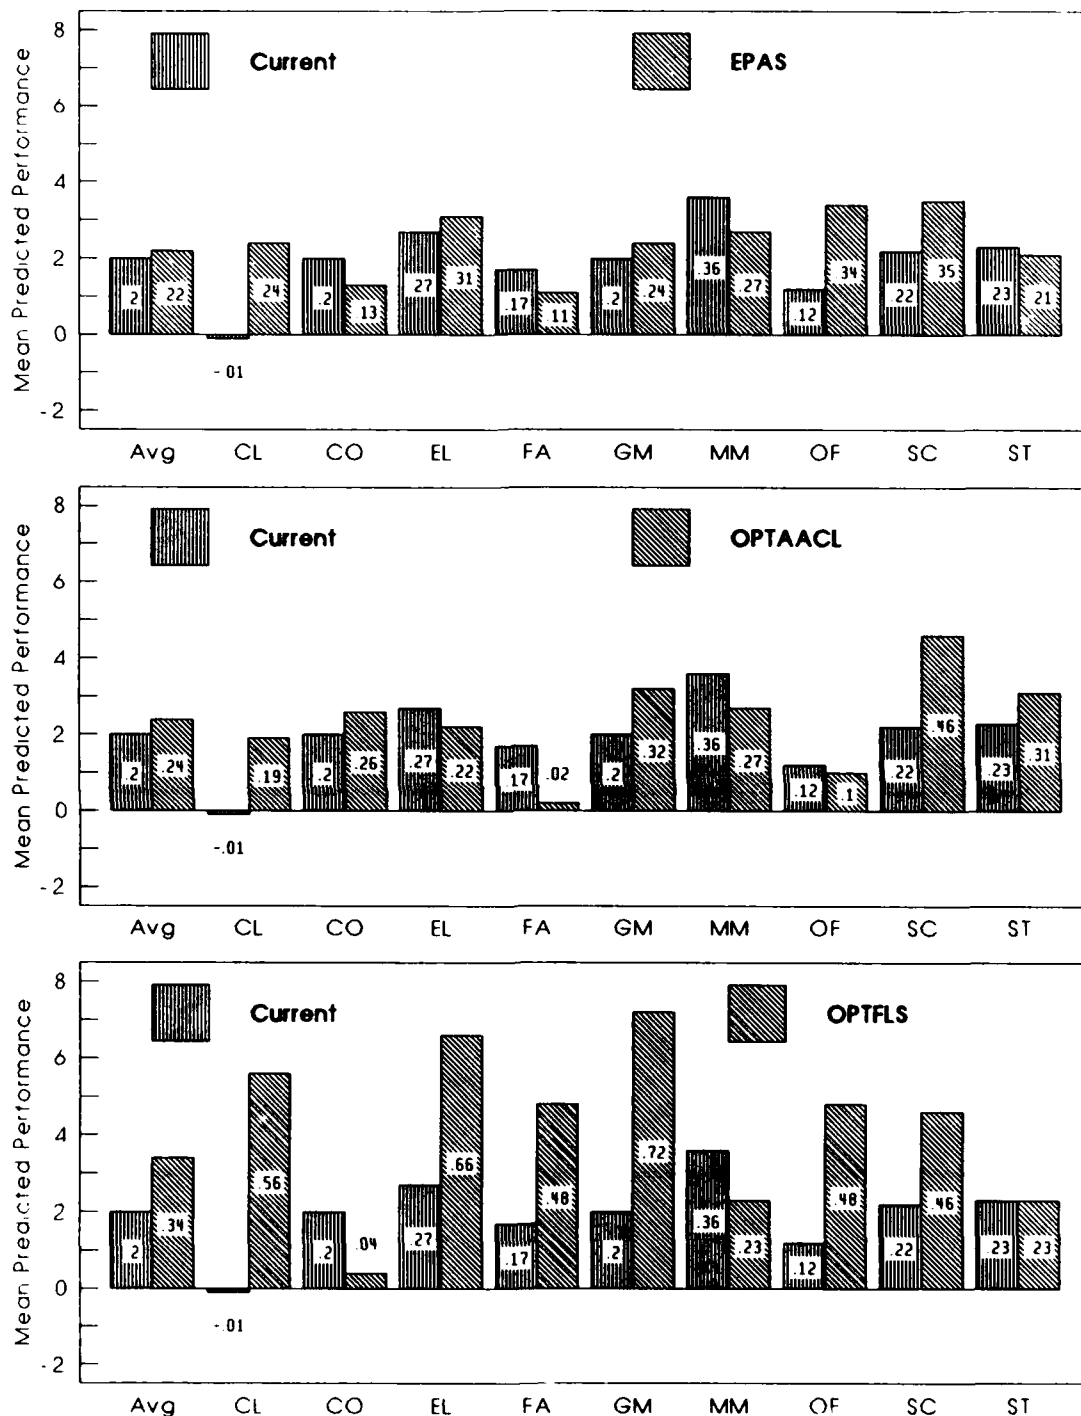 8
Current EPAS
6
4
2
0
-2
Mean Predicted Performance
.2 .22 -.01 .24 .2 .13 .27 .31 .17 .11 .2 .24 .36 .27 .12 .34 .22 .35 .23 .21
Avg CL CO EL FA GM MM OF SC ST
8
Current OPTAACL
6
4
2
0
-2
Mean Predicted Performance
.2 .24 -.01 .19 .2 .26 .27 .22 .17 .02 .2 .32 .36 .27 .12 .1 .22 .46 .23 .31
Avg CL CO EL FA GM MM OF SC ST
8
Current OPTFLS
6
4
2
0
-2
Mean Predicted Performance
.2 .34 -.01 .56 .2 .04 .27 .66 .17 .48 .2 .72 .36 .23 .12 .48 .22 .46 .23 .23
Avg CL CO EL FA GM MM OF SC ST